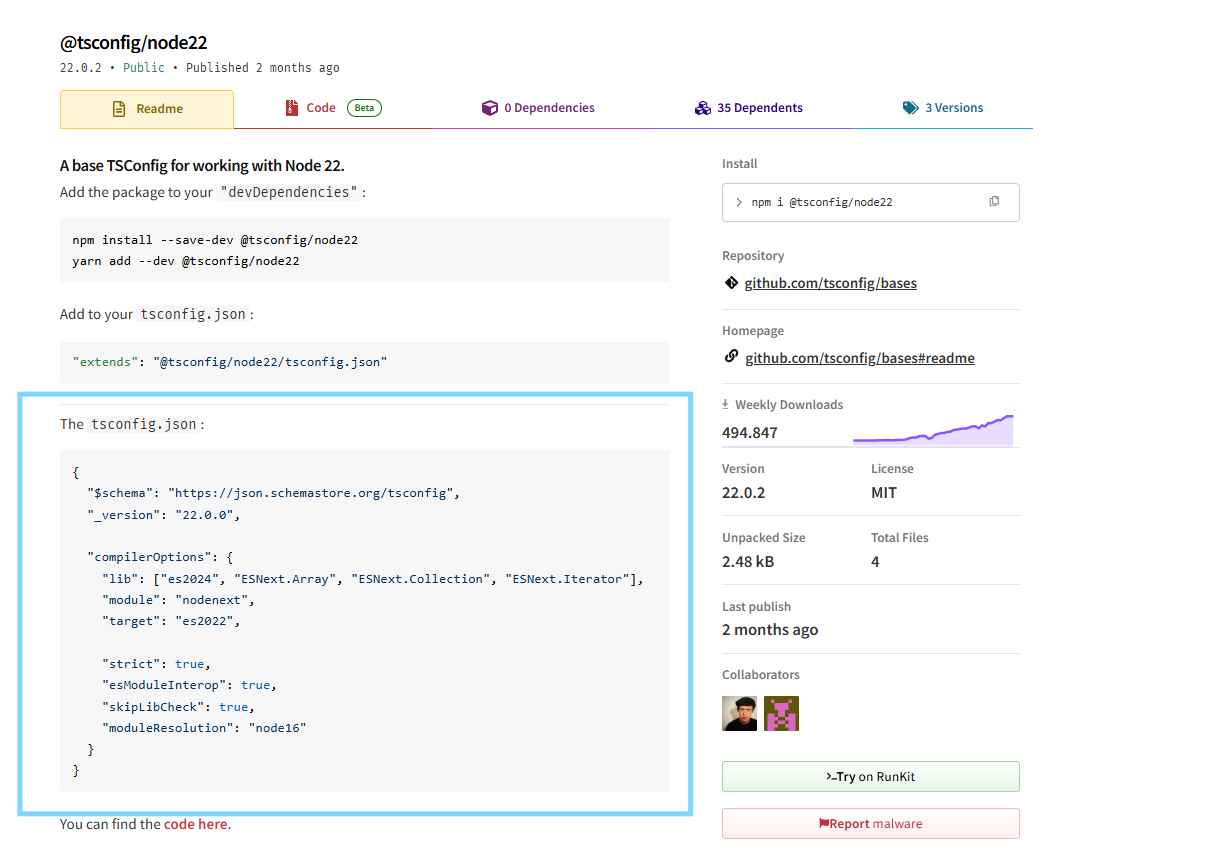 @tsconfig/node22
22.0.2 • Public • Published 2 months ago
Readme
Code Beta
0 Dependencies
35 Dependents
3 Versions
A base TSConfig for working with Node 22.
Add the package to your "devDependencies" :
npm install --save-dev @tsconfig/node22
yarn add --dev @tsconfig/node22
Add to your tsconfig.json :
"extends": "@tsconfig/node22/tsconfig.json"
The tsconfig.json :
{
  "$schema": "https://json.schemastore.org/tsconfig",
  "_version": "22.0.0",

  "compilerOptions": {
    "lib": ["es2024", "ESNext.Array", "ESNext.Collection", "ESNext.Iterator"],
    "module": "nodenext",
    "target": "es2022",

    "strict": true,
    "esModuleInterop": true,
    "skipLibCheck": true,
    "moduleResolution": "node16"
  }
}
You can find the code here.
Install
> npm i @tsconfig/node22
Repository
github.com/tsconfig/bases
Homepage
github.com/tsconfig/bases#readme
Weekly Downloads
494.847
Version
22.0.2
License
MIT
Unpacked Size
2.48 kB
Total Files
4
Last publish
2 months ago
Collaborators
>_Try on RunKit
Report malware